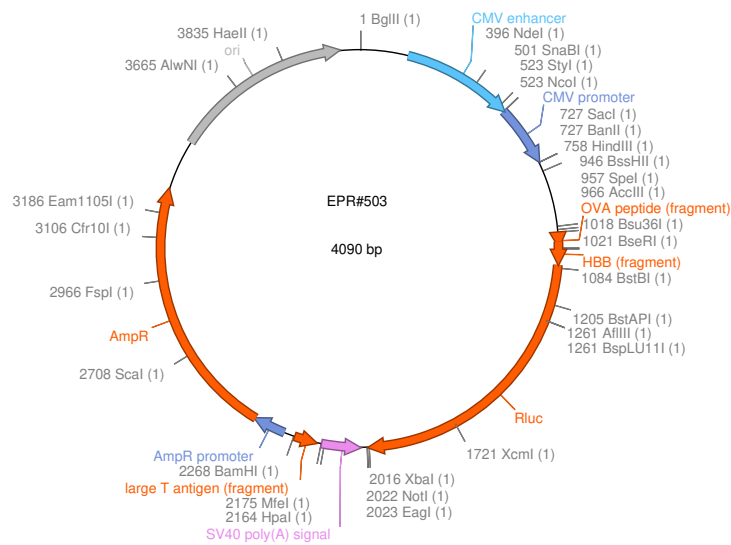 1 BglII (1)
CMV enhancer
396 NdeI (1)
501 SnaBI (1)
523 StyI (1)
523 NcoI (1)
CMV promoter
727 SacI (1)
727 BanII (1)
758 HindIII (1)
946 BssHII (1)
957 SpeI (1)
966 AccIII (1)
OVA peptide (fragment)
1018 Bsu36I (1)
1021 BseRI (1)
HBB (fragment)
1084 BstBI (1)
1205 BstAPI (1)
1261 AflIII (1)
1261 BspLU11I (1)
Rluc
1721 XcmI (1)
2016 XbaI (1)
2022 NotI (1)
2023 EagI (1)
SV40 poly(A) signal
2164 HpaI (1)
2175 MfeI (1)
large T antigen (fragment)
2268 BamHI (1)
AmpR promoter
2708 ScaI (1)
AmpR
2966 FspI (1)
3106 Cfr10I (1)
3186 Eam1105I (1)
3665 AlwNI (1)
ori
3835 HaeII (1)
EPR#503
4090 bp